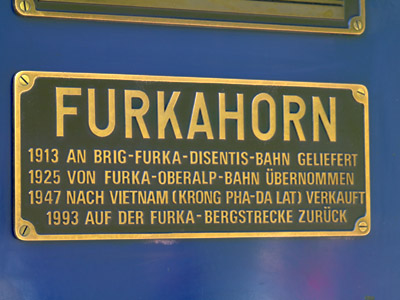 FURKAHORN
1913 AN BRIG-FURKA-DISENTIS-BAHN GELIEFERT
1925 VON FURKA-OBERALP-BAHN ÜBERNOMMEN
1947 NACH VIETNAM (KRONG PHA-DA LAT) VERKAUFT
1993 AUF DER FURKA-BERGSTRECKE ZURÜCK